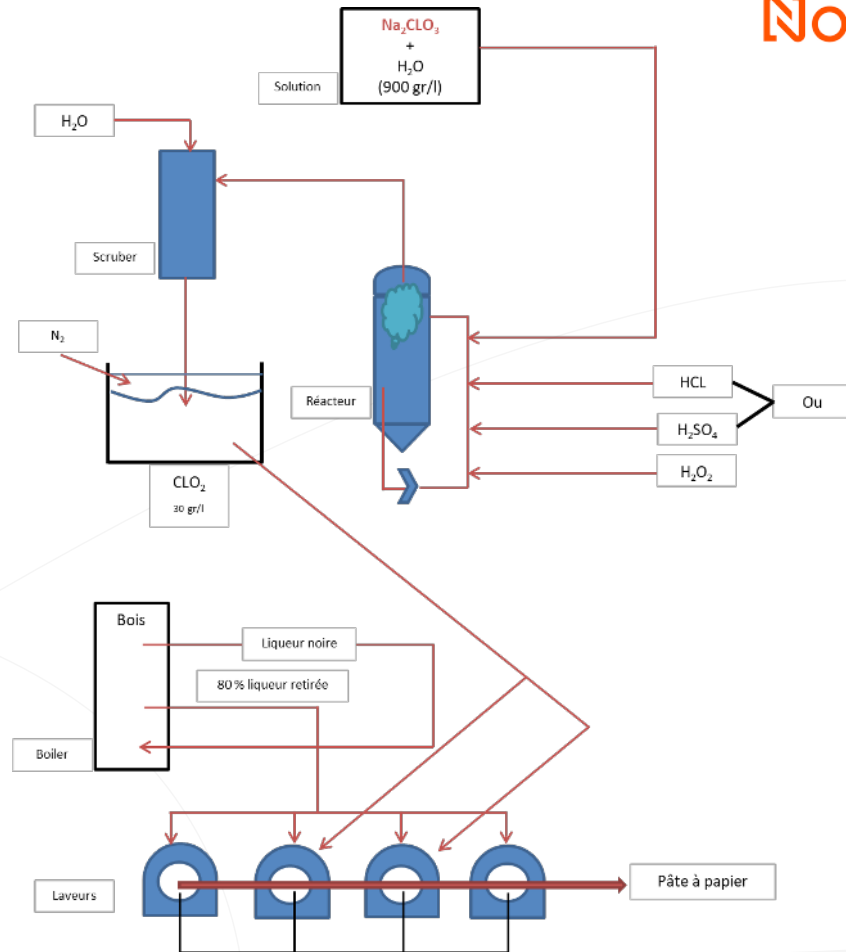 No
Na₂CLO₃
+
H₂O
(900 gr/l)
Solution
H₂O
Scruber
N₂
Réacteur
HCL
Ou
H₂SO₄
H₂O₂
CLO₂
30 gr/l
Bois
Liqueur noire
80 % liqueur retirée
Boiler
Laveurs
Pâte à papier